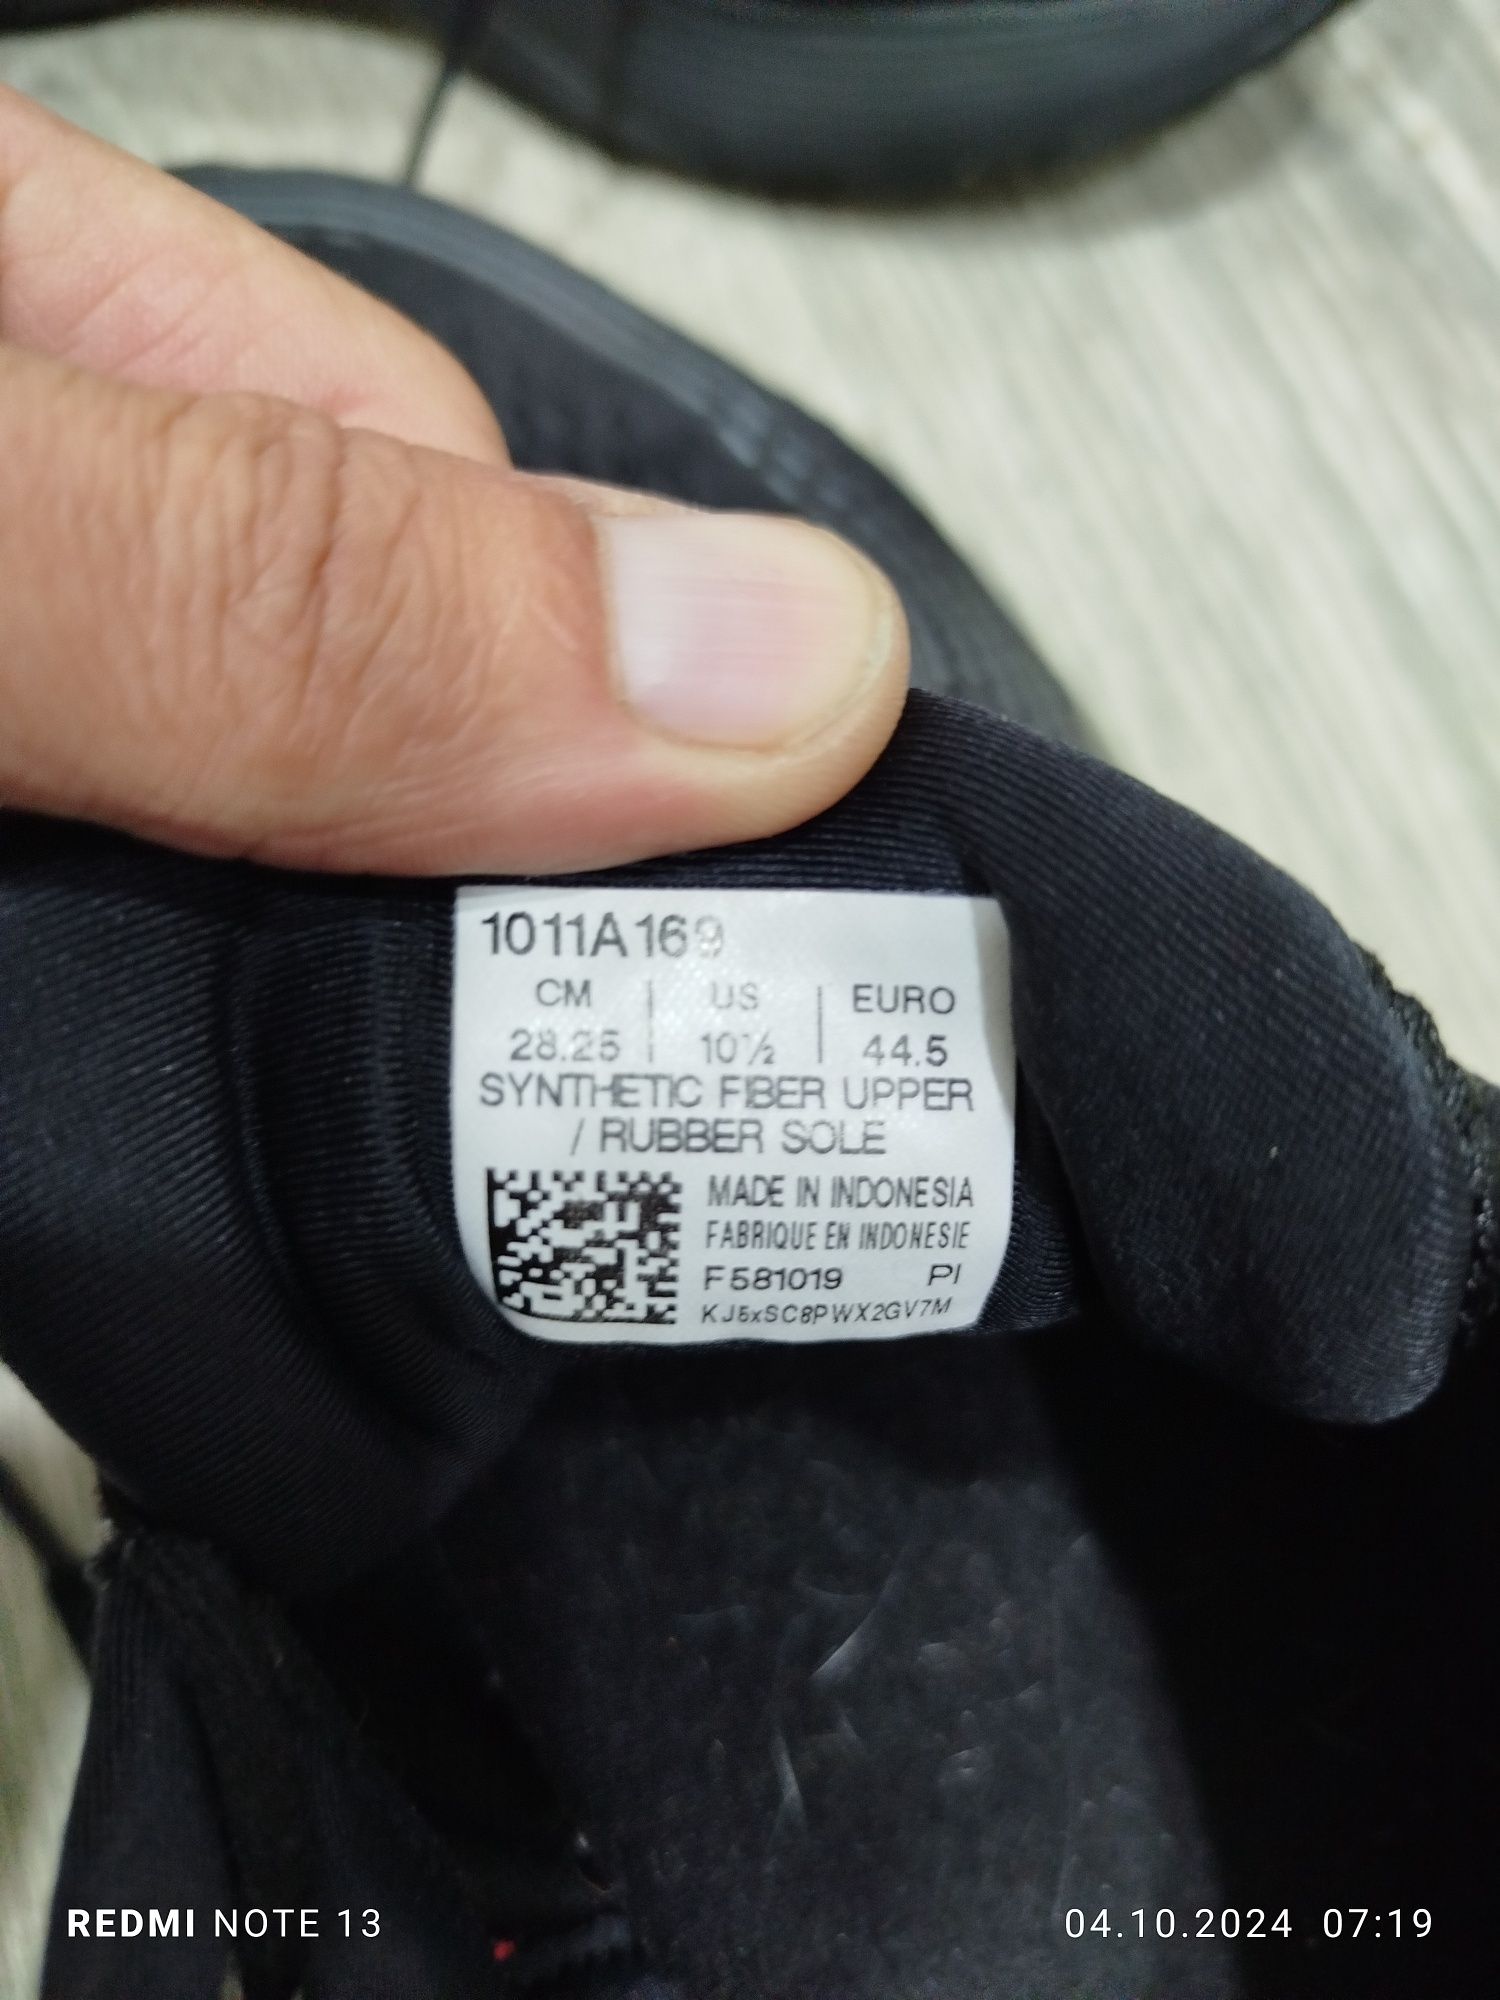 1011A169
CM | US | EURO
28.25 | 10½ | 44.5
SYNTHETIC FIBER UPPER
/ RUBBER SOLE
MADE IN INDONESIA
FABRIQUE EN INDONESIE
F581019 PI
KJ5xSC8PWX2GV7M
REDMI NOTE 13
04.10.2024 07:19